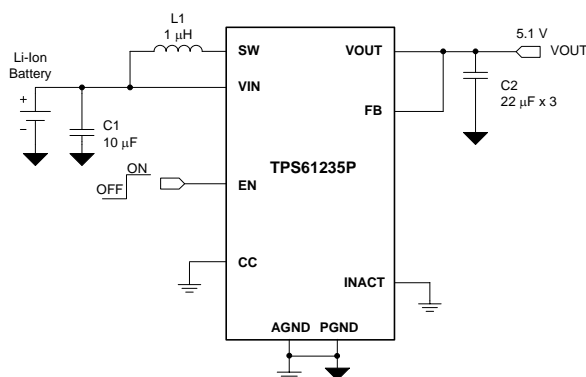 L1
1 µH
Li-Ion
Battery
+
−
C1
10 µF
OFF
ON
SW
VIN
EN
CC
AGND
PGND
TPS61235P
VOUT
FB
INACT
5.1 V
VOUT
C2
22 µF x 3